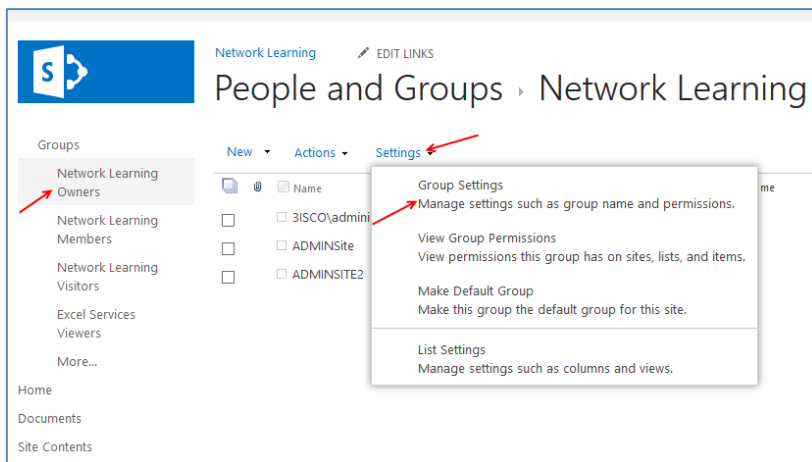 S
Network Learning EDIT LINKS
People and Groups › Network Learning
Groups
Network Learning
Owners
Network Learning
Members
Network Learning
Visitors
Excel Services
Viewers
More...
Home
Documents
Site Contents
New Actions Settings
Name me
3ISCO\admini
ADMINSite
ADMINSITE2
Group Settings
Manage settings such as group name and permissions.
View Group Permissions
View permissions this group has on sites, lists, and items.
Make Default Group
Make this group the default group for this site.
List Settings
Manage settings such as columns and views.